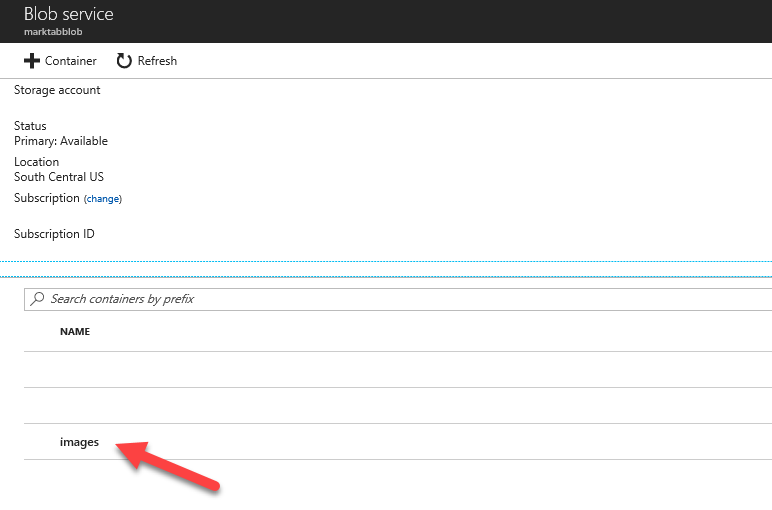 Blob service
marktabblob
Container Refresh
Storage account
Status
Primary: Available
Location
South Central US
Subscription (change)
Subscription ID
Search containers by prefix
NAME
images